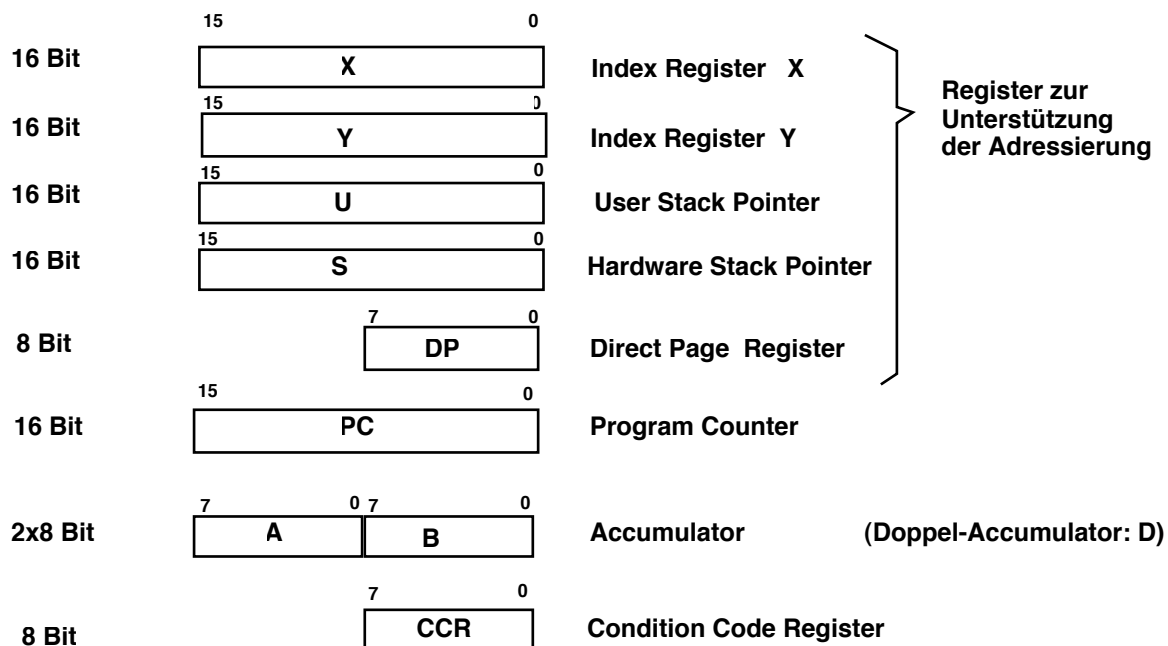 15 0
16 Bit X Index Register X
15 0
16 Bit Y Index Register Y
Register zur
Unterstützung
der Adressierung
15 0
16 Bit U User Stack Pointer
15 0
16 Bit S Hardware Stack Pointer
7 0
8 Bit DP Direct Page Register
15 0
16 Bit PC Program Counter
7 0 7 0
2x8 Bit A B Accumulator (Doppel-Accumulator: D)
7 0
8 Bit CCR Condition Code Register